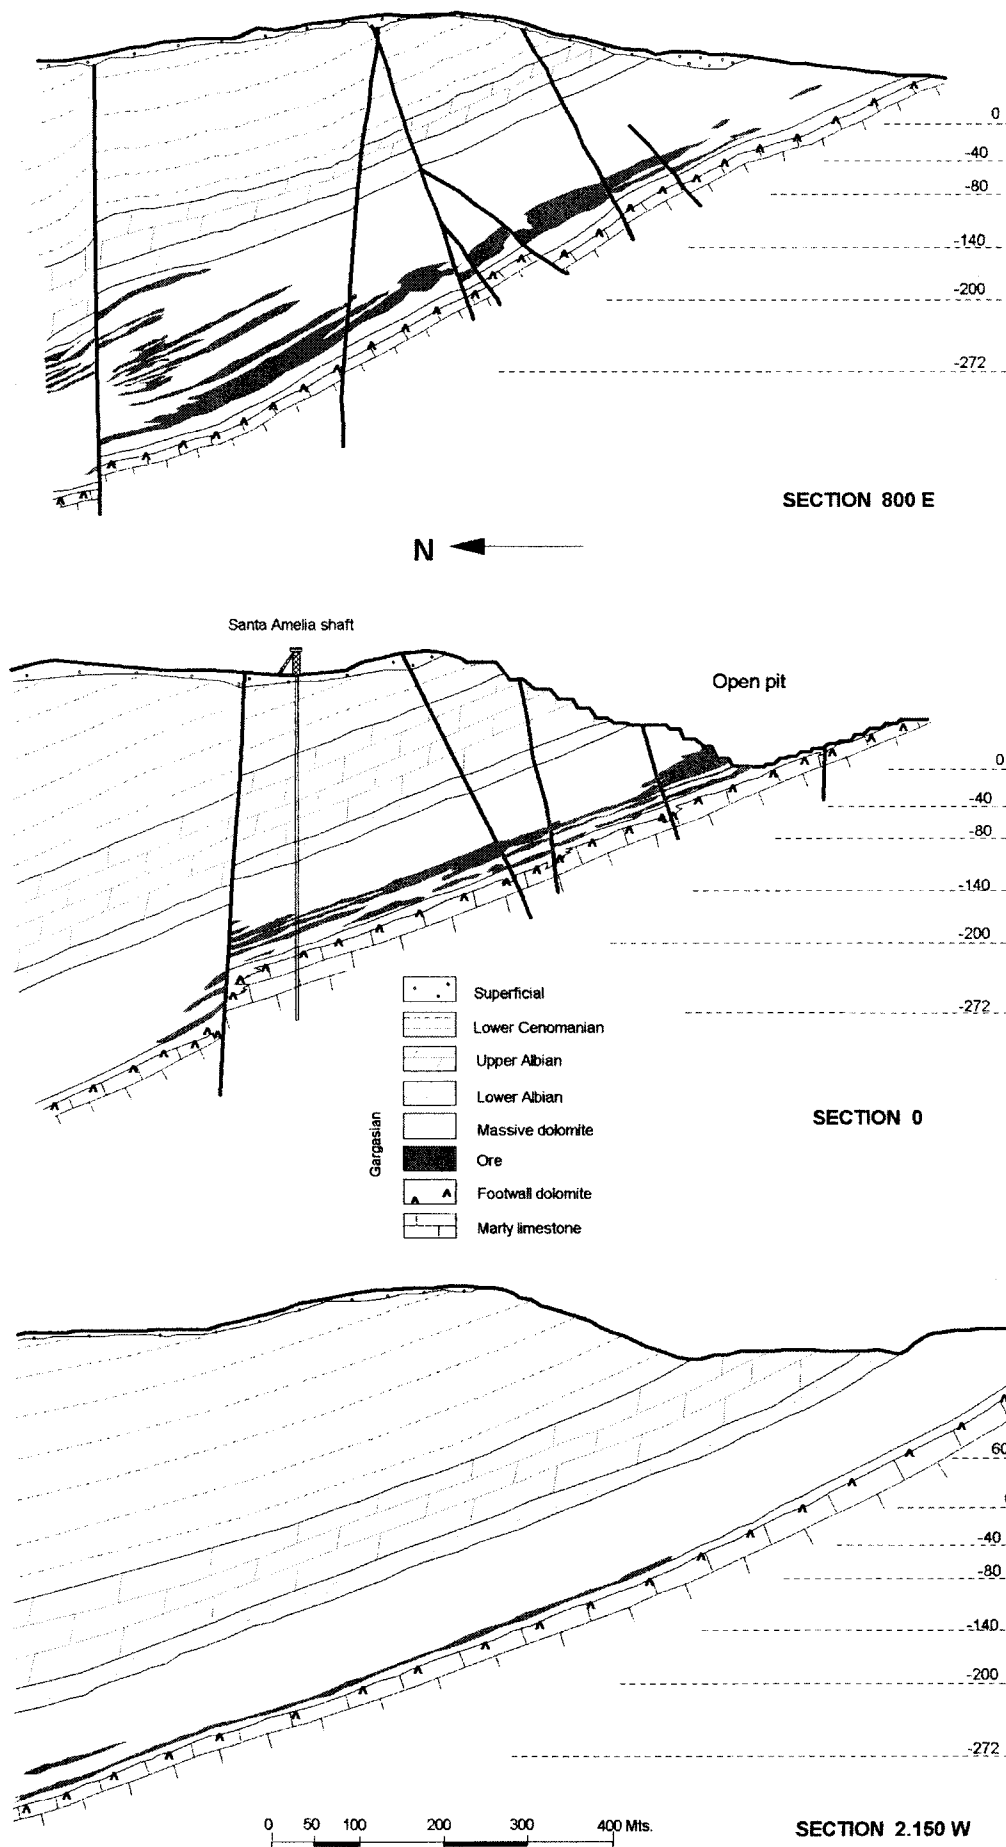 0
-40
-80
-140
-200
-272
SECTION 800 E
N
Santa Amelia shaft
Open pit
0
-40
-80
-140
-200
-272
Superficial
Lower Cenomanian
Upper Albian
Lower Albian
Massive dolomite
Ore
Footwall dolomite
Marty limestone
Gargasian
SECTION 0
60
-40
-80
-140
-200
-272
0 50 100 200 300 400 Mts.
SECTION 2.150 W